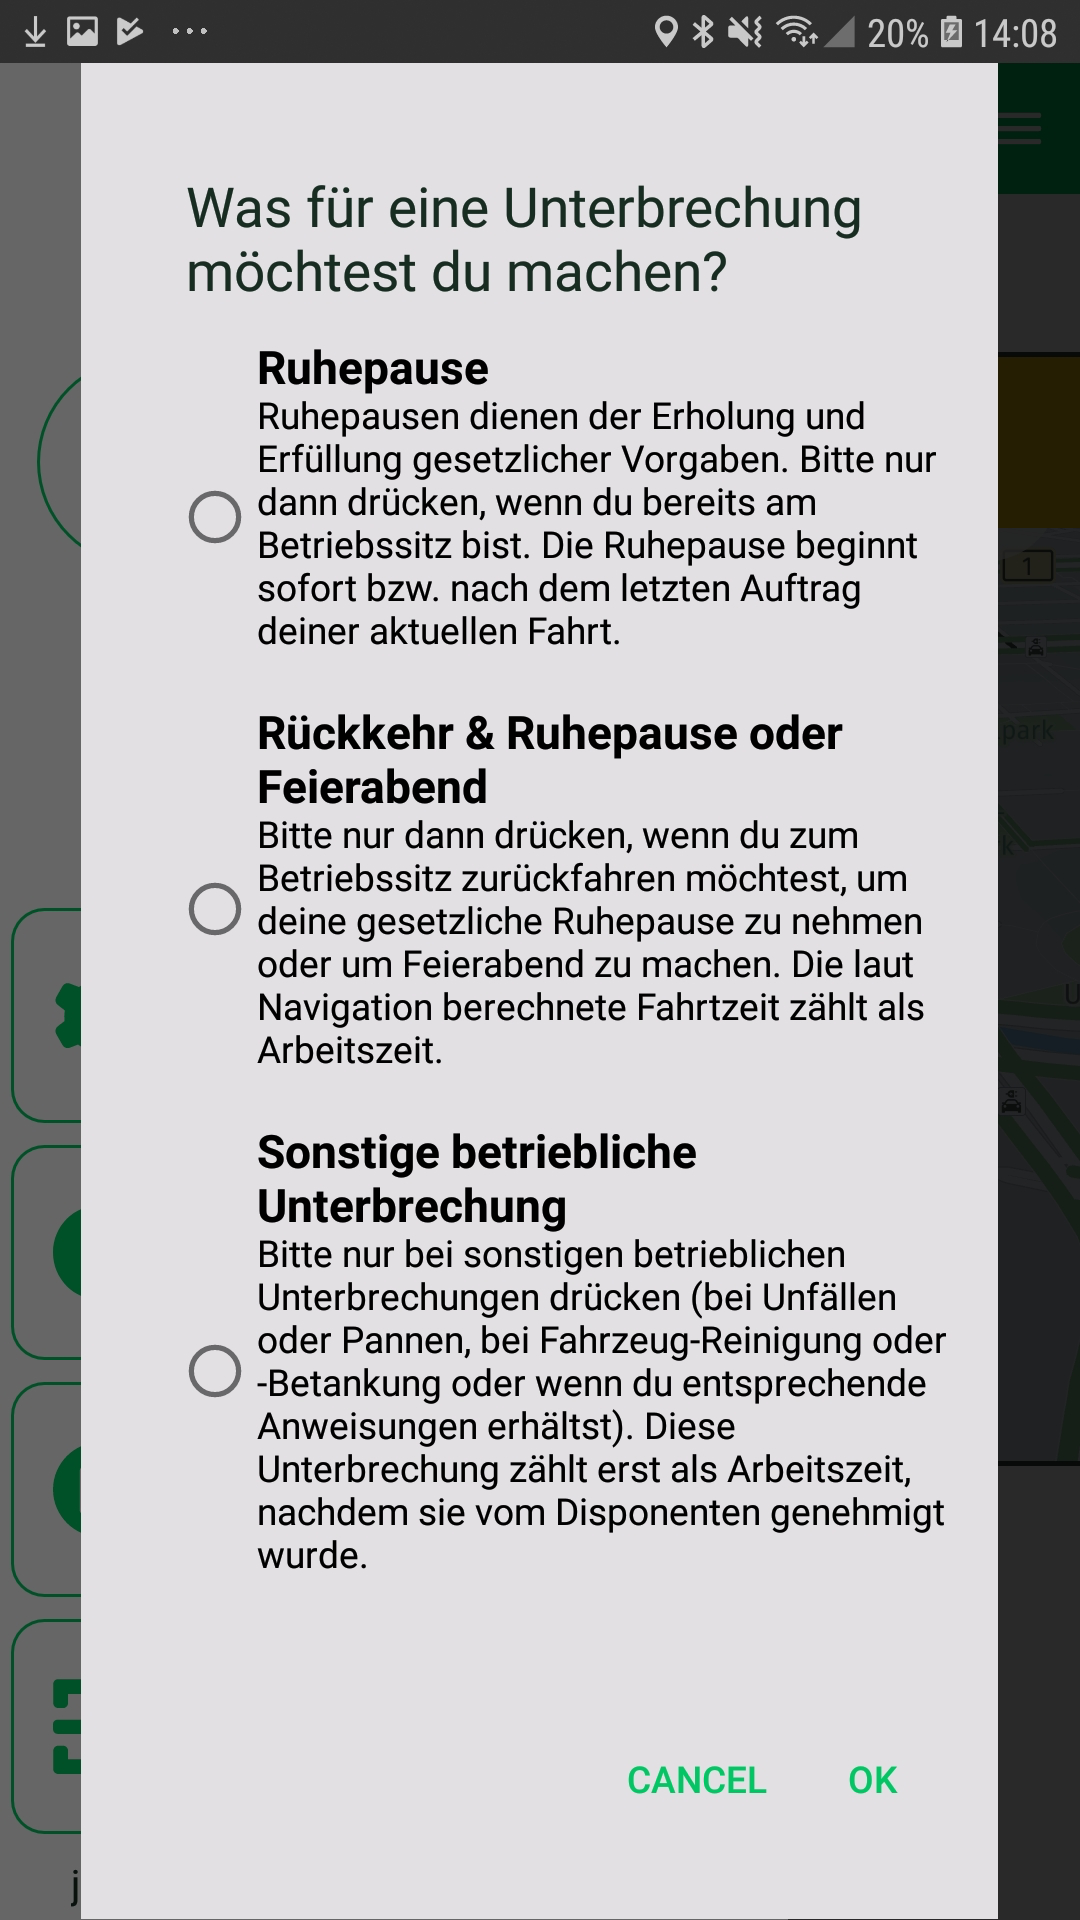 20% 14:08
Was für eine Unterbrechung
möchtest du machen?
Ruhepause
Ruhepausen dienen der Erholung und
Erfüllung gesetzlicher Vorgaben. Bitte nur
dann drücken, wenn du bereits am
Betriebssitz bist. Die Ruhepause beginnt
sofort bzw. nach dem letzten Auftrag
deiner aktuellen Fahrt.
Rückkehr & Ruhepause oder
Feierabend
Bitte nur dann drücken, wenn du zum
Betriebssitz zurückfahren möchtest, um
deine gesetzliche Ruhepause zu nehmen
oder um Feierabend zu machen. Die laut
Navigation berechnete Fahrtzeit zählt als
Arbeitszeit.
Sonstige betriebliche
Unterbrechung
Bitte nur bei sonstigen betrieblichen
Unterbrechungen drücken (bei Unfällen
oder Pannen, bei Fahrzeug-Reinigung oder
-Betankung oder wenn du entsprechende
Anweisungen erhältst). Diese
Unterbrechung zählt erst als Arbeitszeit,
nachdem sie vom Disponenten genehmigt
wurde.
CANCEL OK
1
park
k
U
j